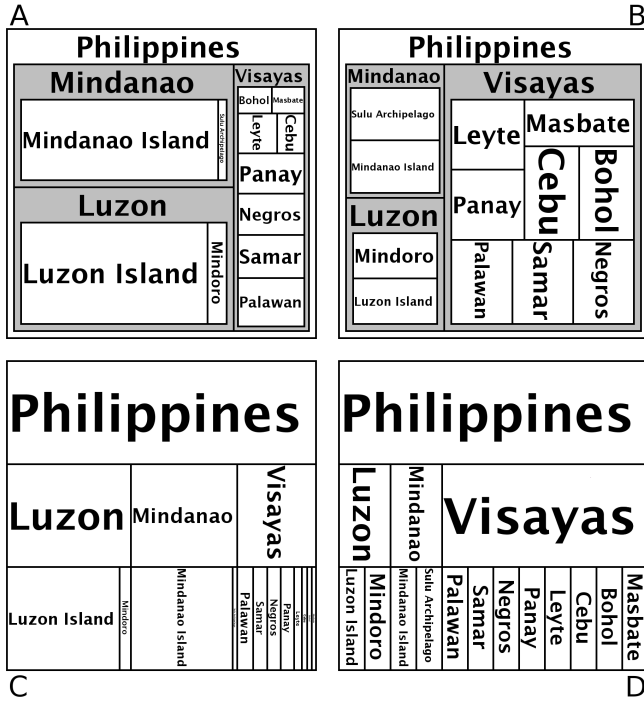 A
B
Philippines
Mindanao
Mindanao Island
Sulu Archipelago
Luzon
Luzon Island
Mindoro
Visayas
Bohol
Masbate
Leyte
Cebu
Panay
Negros
Samar
Palawan
Philippines
Mindanao
Sulu Archipelago
Mindanao Island
Luzon
Mindoro
Luzon Island
Visayas
Leyte
Masbate
Panay
Cebu
Bohol
Palawan
Samar
Negros
Philippines
Luzon
Mindanao
Visayas
Luzon Island
Mindoro
Mindanao Island
Palawan
Samar
Negros
Panay
Leyte
Philippines
Luzon
Mindanao
Visayas
Luzon Island
Mindoro
Mindanao Island
Sulu Archipelago
Palawan
Samar
Negros
Panay
Leyte
Cebu
Bohol
Masbate
C
D